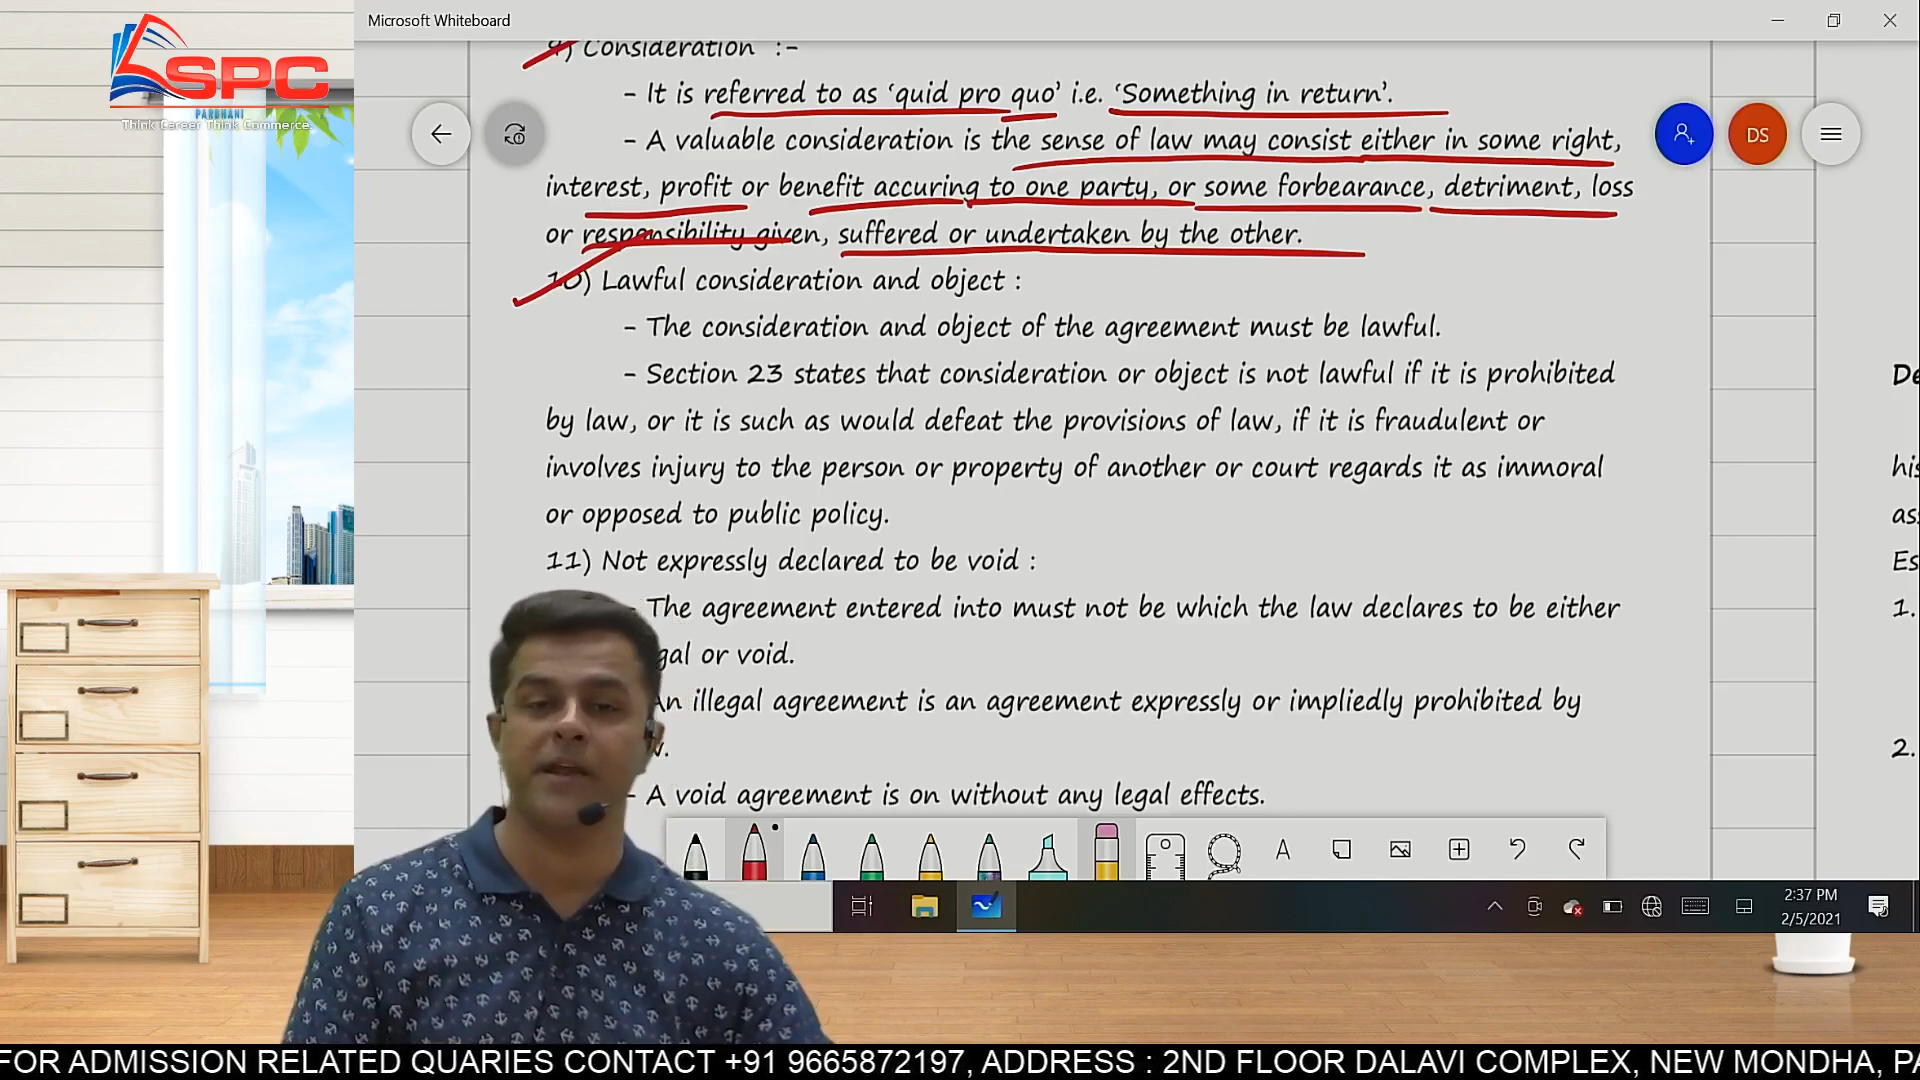 Microsoft Whiteboard
SPC
PARBHANI
Think Career Think Commerce.
9) Consideration :-
- It is referred to as ‘quid pro quo’ i.e. ‘Something in return’.
- A valuable consideration is the sense of law may consist either in some right,
interest, profit or benefit accuring to one party, or some forbearance, detriment, loss
or responsibility given, suffered or undertaken by the other.
10) Lawful consideration and object :
- The consideration and object of the agreement must be lawful.
- Section 23 states that consideration or object is not lawful if it is prohibited
by law, or it is such as would defeat the provisions of law, if it is fraudulent or
involves injury to the person or property of another or court regards it as immoral
or opposed to public policy.
11) Not expressly declared to be void :
- The agreement entered into must not be which the law declares to be either
gal or void.
An illegal agreement is an agreement expressly or impliedly prohibited by
w.
- A void agreement is on without any legal effects.
DS
De
his
ass
Es
1.
2.
2:37 PM
2/5/2021
FOR ADMISSION RELATED QUARIES CONTACT +91 9665872197, ADDRESS : 2ND FLOOR DALAVI COMPLEX, NEW MONDHA, PA